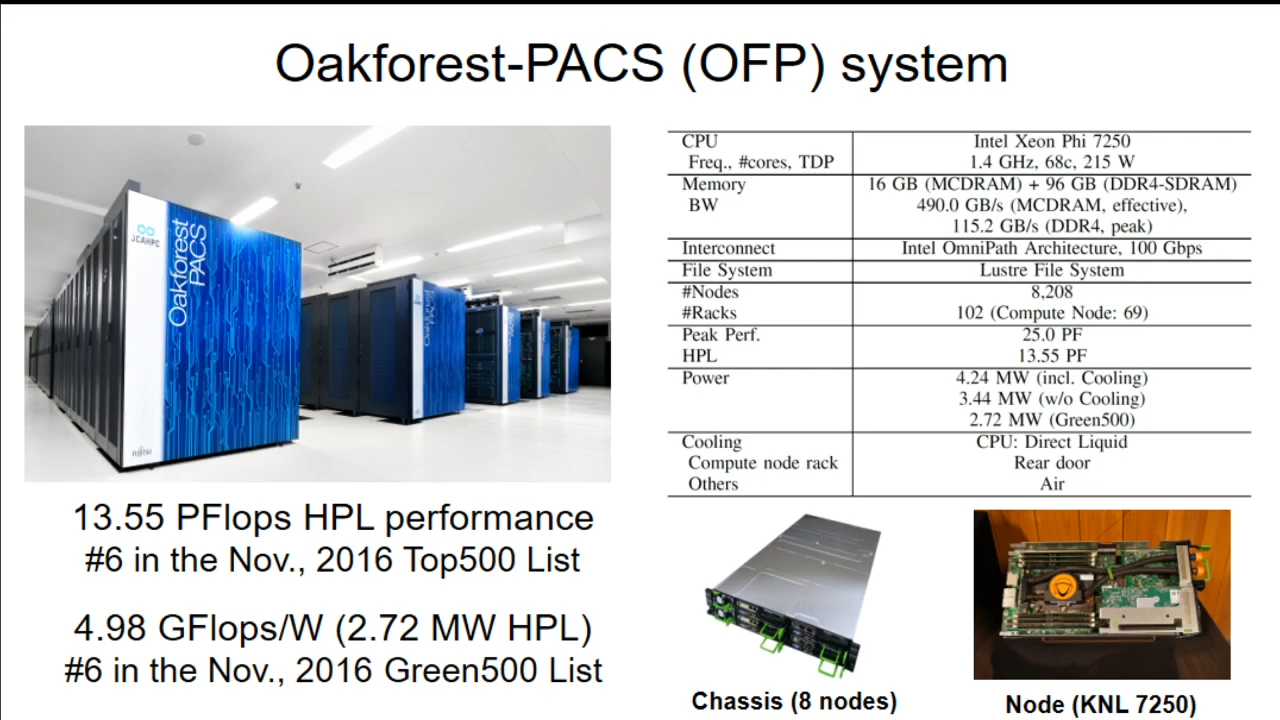 Oakforest-PACS (OFP) system
JCAHPC
Oakforest
PACS
FUJITSU
CPU Intel Xeon Phi 7250
Freq., #cores, TDP 1.4 GHz, 68c, 215 W
Memory 16 GB (MCDRAM) + 96 GB (DDR4-SDRAM)
BW 490.0 GB/s (MCDRAM, effective),
115.2 GB/s (DDR4, peak)
Interconnect Intel OmniPath Architecture, 100 Gbps
File System Lustre File System
#Nodes 8,208
#Racks 102 (Compute Node: 69)
Peak Perf. 25.0 PF
HPL 13.55 PF
Power 4.24 MW (incl. Cooling)
3.44 MW (w/o Cooling)
2.72 MW (Green500)
Cooling CPU: Direct Liquid
Compute node rack Rear door
Others Air
13.55 PFlops HPL performance
#6 in the Nov., 2016 Top500 List
4.98 GFlops/W (2.72 MW HPL)
#6 in the Nov., 2016 Green500 List
Chassis (8 nodes)
Node (KNL 7250)